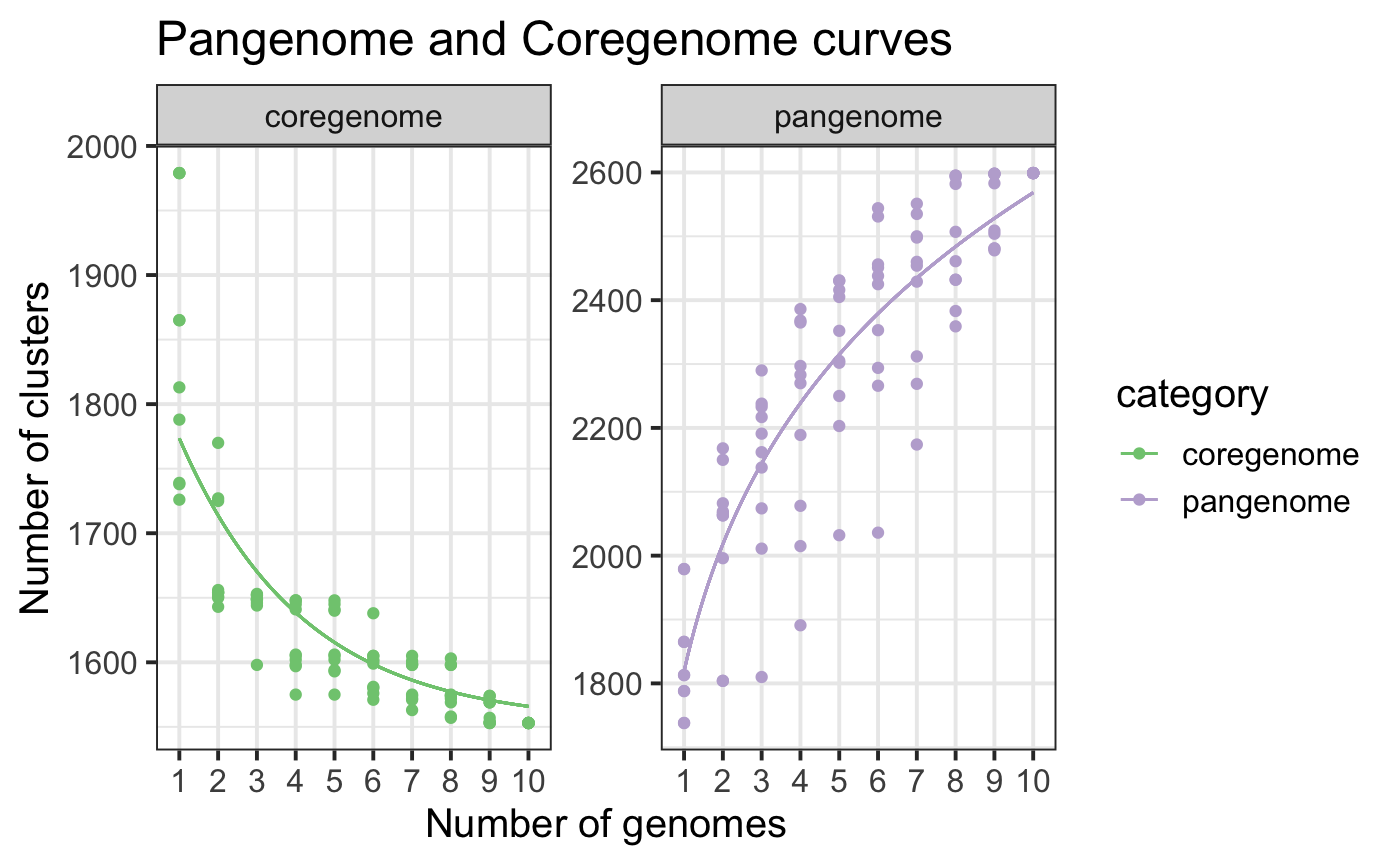 Pangenome and Coregenome curves
coregenome
pangenome
Number of clusters
2000
1900
1800
1700
1600
2600
2400
2200
2000
1800
1 2 3 4 5 6 7 8 9 10
1 2 3 4 5 6 7 8 9 10
Number of genomes
category
coregenome
pangenome